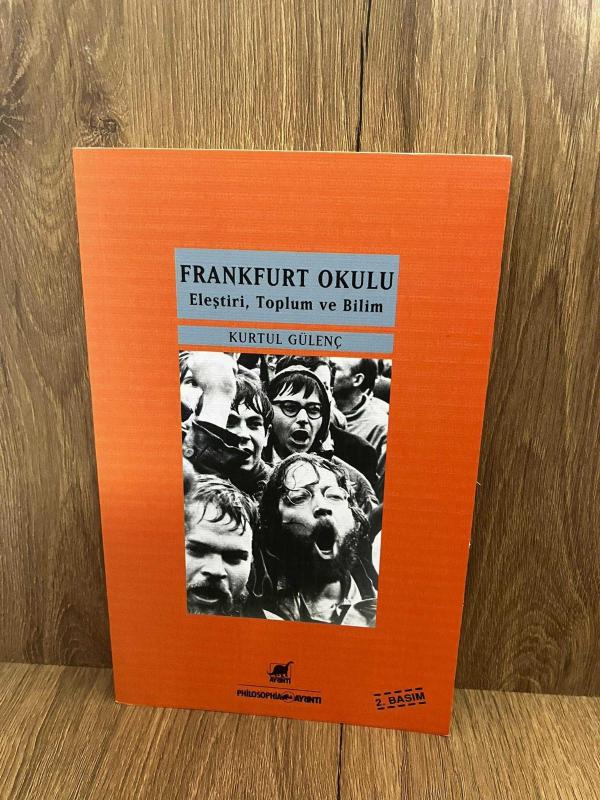 FRANKFURT OKULU
Eleştiri, Toplum ve Bilim
KURTUL GÜLENÇ
AYRINTI
PHILOSOPHIA AYRINTI
2. BASIM